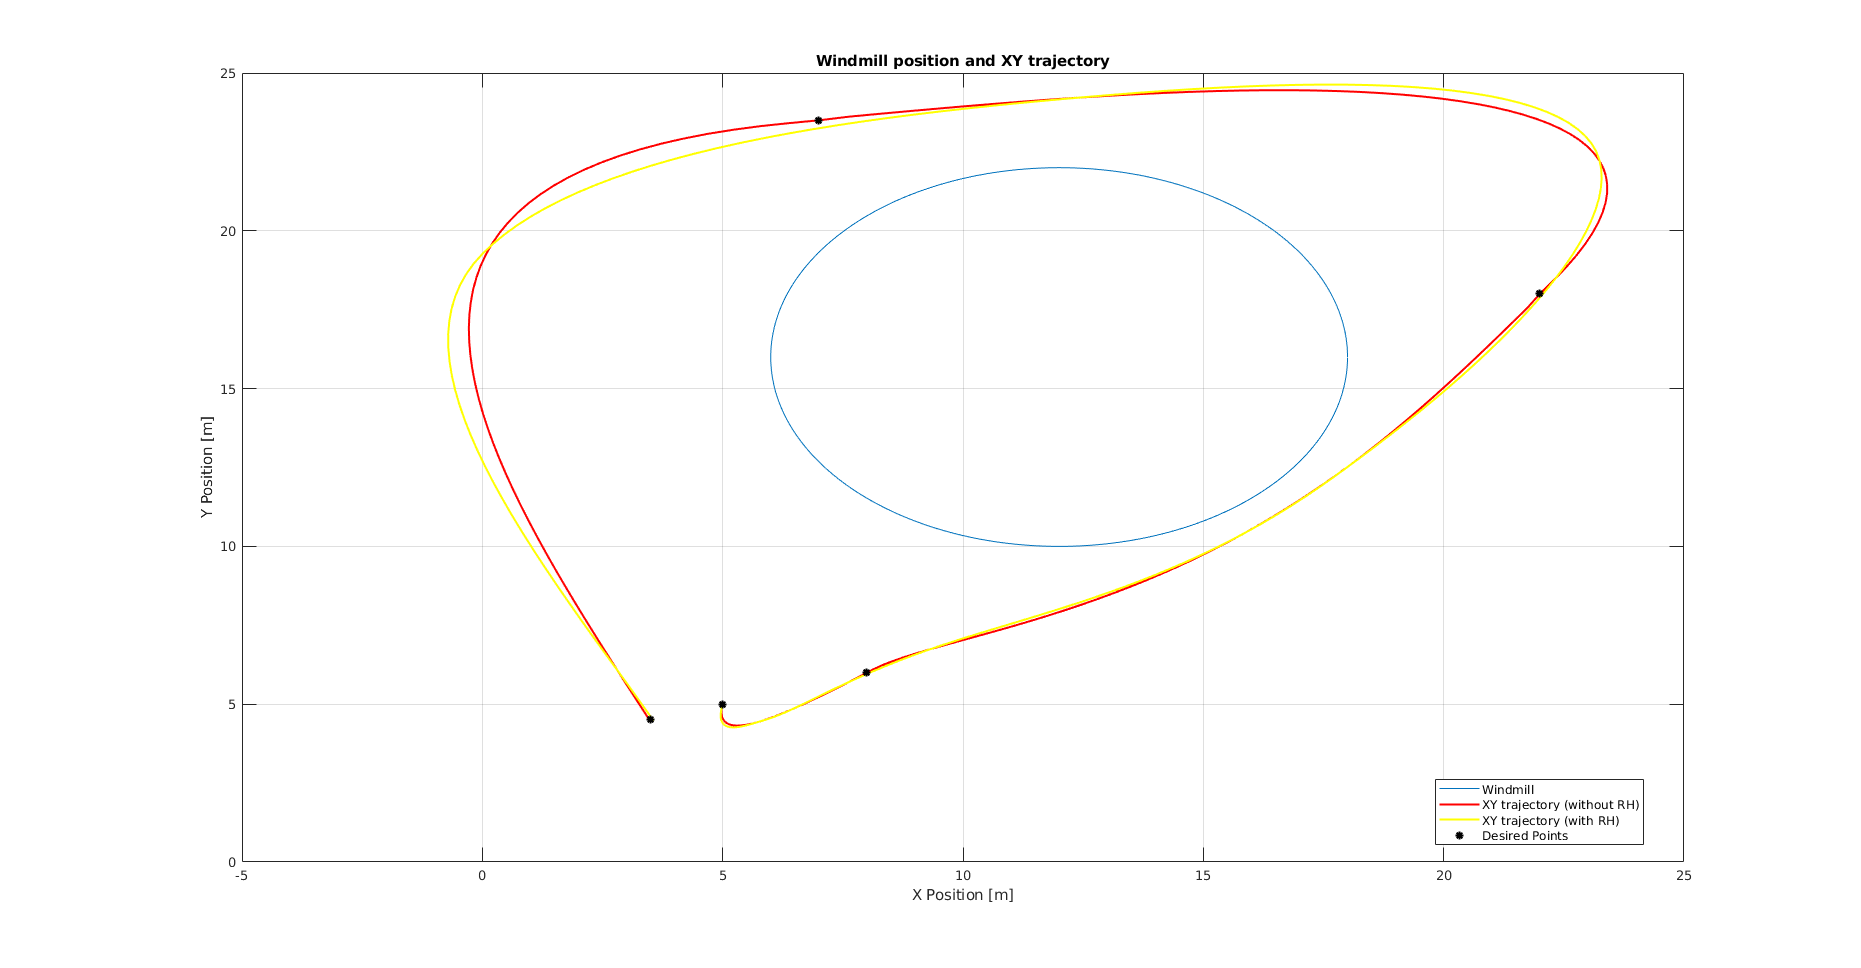 Windmill position and XY trajectory
25
20
15
10
5
0
Y Position [m]
-5
0
5
10
15
20
25
X Position [m]
Windmill
XY trajectory (without RH)
XY trajectory (with RH)
Desired Points